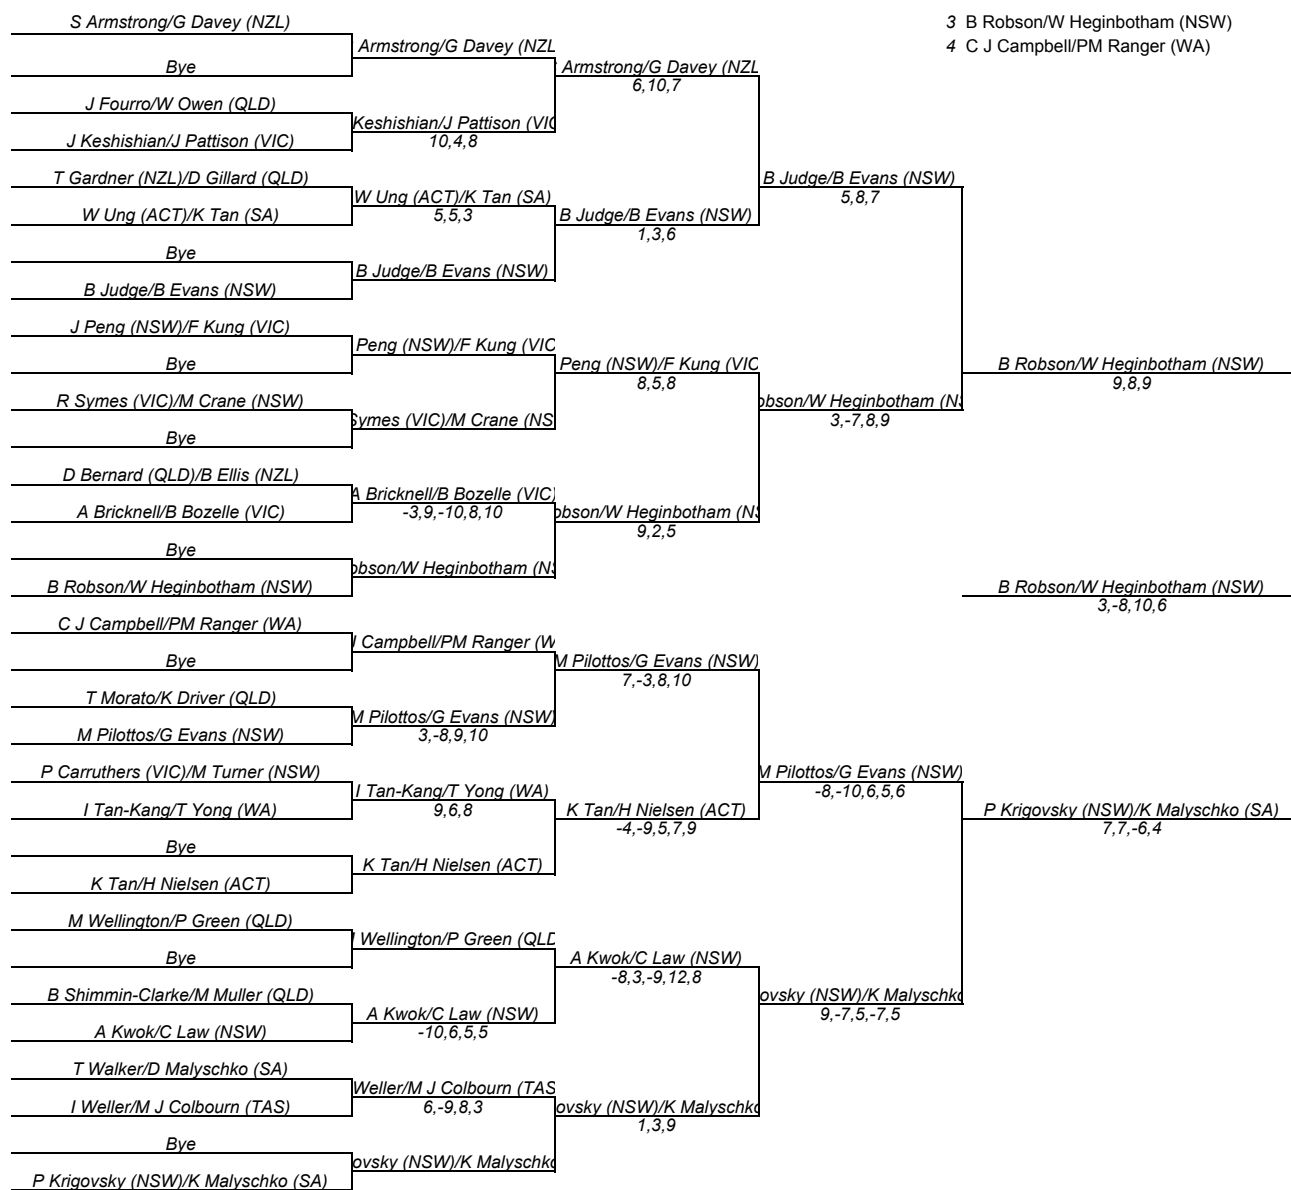 S Armstrong/G Davey (NZL)
Bye
J Fourro/W Owen (QLD)
J Keshishian/J Pattison (VIC)
T Gardner (NZL)/D Gillard (QLD)
W Ung (ACT)/K Tan (SA)
Bye
B Judge/B Evans (NSW)
J Peng (NSW)/F Kung (VIC)
Bye
R Symes (VIC)/M Crane (NSW)
Bye
D Bernard (QLD)/B Ellis (NZL)
A Bricknell/B Bozelle (VIC)
Bye
B Robson/W Heginbotham (NSW)
C J Campbell/PM Ranger (WA)
Bye
T Morato/K Driver (QLD)
M Pilottos/G Evans (NSW)
P Carruthers (VIC)/M Turner (NSW)
I Tan-Kang/T Yong (WA)
Bye
K Tan/H Nielsen (ACT)
M Wellington/P Green (QLD)
Bye
B Shimmin-Clarke/M Muller (QLD)
A Kwok/C Law (NSW)
T Walker/D Malyschko (SA)
I Weller/M J Colbourn (TAS)
Bye
P Krigovsky (NSW)/K Malyschko (SA)
Armstrong/G Davey (NZL
Keshishian/J Pattison (VIC
10,4,8
W Ung (ACT)/K Tan (SA)
5,5,3
B Judge/B Evans (NSW)
Peng (NSW)/F Kung (VIC
Symes (VIC)/M Crane (NS
A Bricknell/B Bozelle (VIC)
-3,9,-10,8,10
obson/W Heginbotham (NS
J Campbell/PM Ranger (W
M Pilottos/G Evans (NSW)
3,-8,9,10
I Tan-Kang/T Yong (WA)
9,6,8
K Tan/H Nielsen (ACT)
Wellington/P Green (QLD
A Kwok/C Law (NSW)
-10,6,5,5
Weller/M J Colbourn (TAS
6,-9,8,3
ovsky (NSW)/K Malyschko
Armstrong/G Davey (NZL
6,10,7
B Judge/B Evans (NSW)
1,3,6
Peng (NSW)/F Kung (VIC
8,5,8
obson/W Heginbotham (NS
9,2,5
M Pilottos/G Evans (NSW)
7,-3,8,10
K Tan/H Nielsen (ACT)
-4,-9,5,7,9
A Kwok/C Law (NSW)
-8,3,-9,12,8
ovsky (NSW)/K Malyschko
1,3,9
B Judge/B Evans (NSW)
5,8,7
obson/W Heginbotham (NS
3,-7,8,9
M Pilottos/G Evans (NSW)
-8,-10,6,5,6
ovsky (NSW)/K Malyschko
9,-7,5,-7,5
3 B Robson/W Heginbotham (NSW)
4 C J Campbell/PM Ranger (WA)
B Robson/W Heginbotham (NSW)
9,8,9
B Robson/W Heginbotham (NSW)
3,-8,10,6
P Krigovsky (NSW)/K Malyschko (SA)
7,7,-6,4